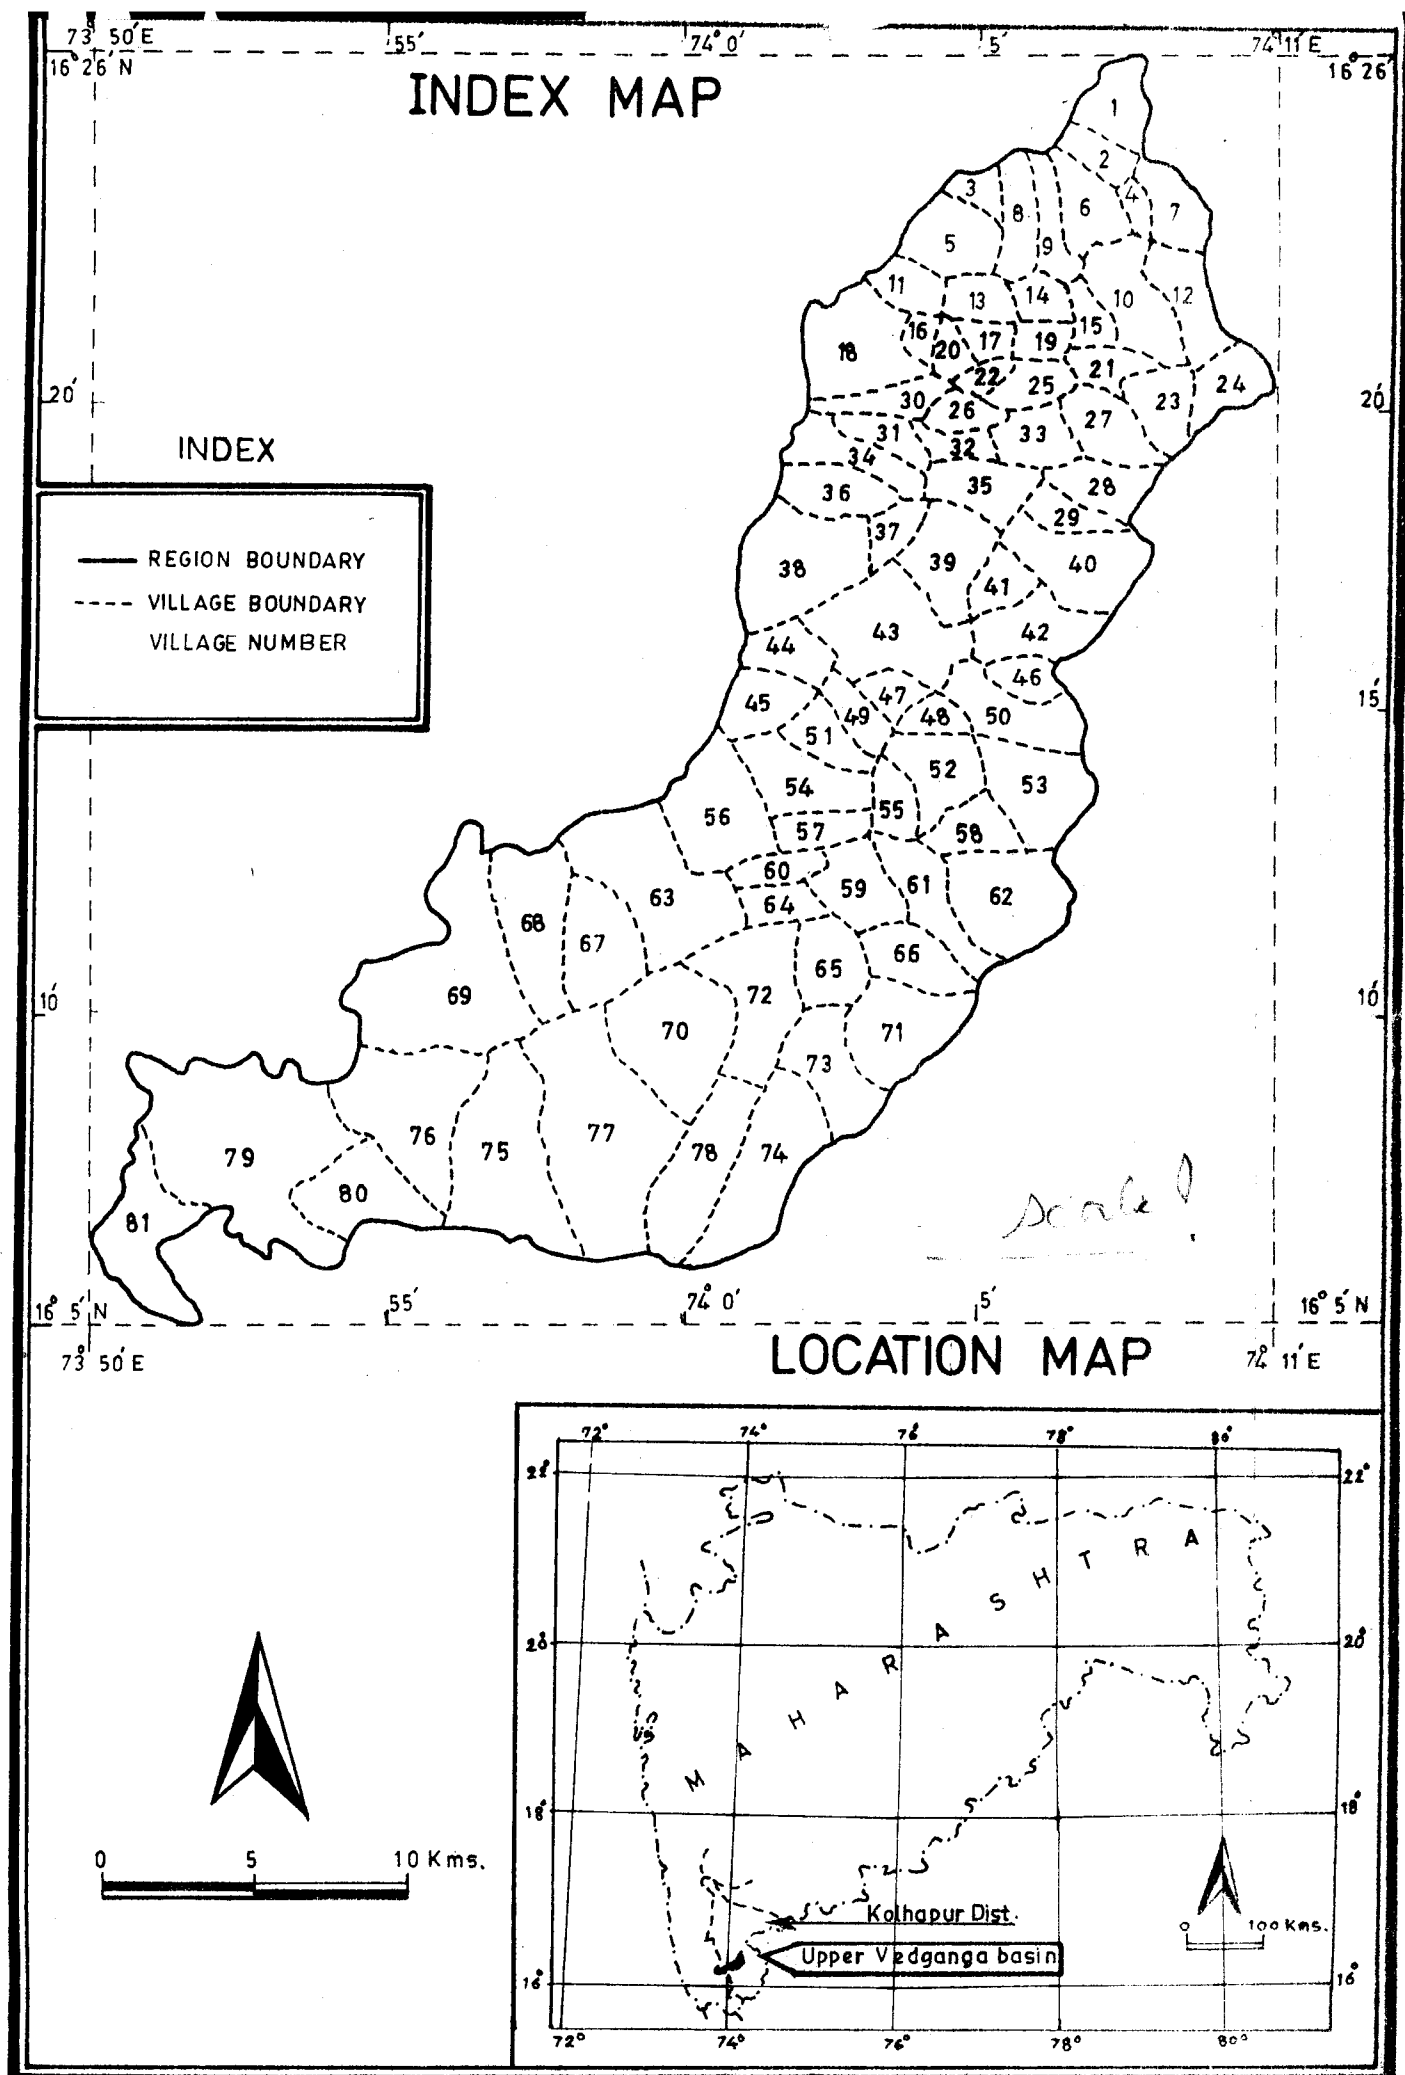 73° 50'E 55' 74° 0' 5' 74° 11'E
16° 26' N 16° 26'
INDEX MAP
1
2
3 8 6 4 7
5 9
11 13 14 10 12
16 20 17 19 15
18 22 25 21 23 24
20' 30 26 27 20'
INDEX 31 32 33
34 35 28
36 29
REGION BOUNDARY 37 39 40
VILLAGE BOUNDARY 38 41
VILLAGE NUMBER 43 42
44 46
45 49 47 48 50 15'
51 52
54 55 53
56 57 58
60 59 61 62
63 64
68 67 65 66
69 72
10' 70 71 10'
73
76 75 77 78 74
79
80
81
scale!
16° 5' N 55' 74° 0' 5' 16° 5' N
73° 50'E 74° 11'E
LOCATION MAP
72° 74° 76° 78° 80°
22° 22°
MAHARASHTRA
20° 20°
18° 18°
0 5 10 Kms.
Kolhapur Dist.
0 100 Kms.
Upper Vedganga basin
16° 16°
72° 74° 76° 78° 80°